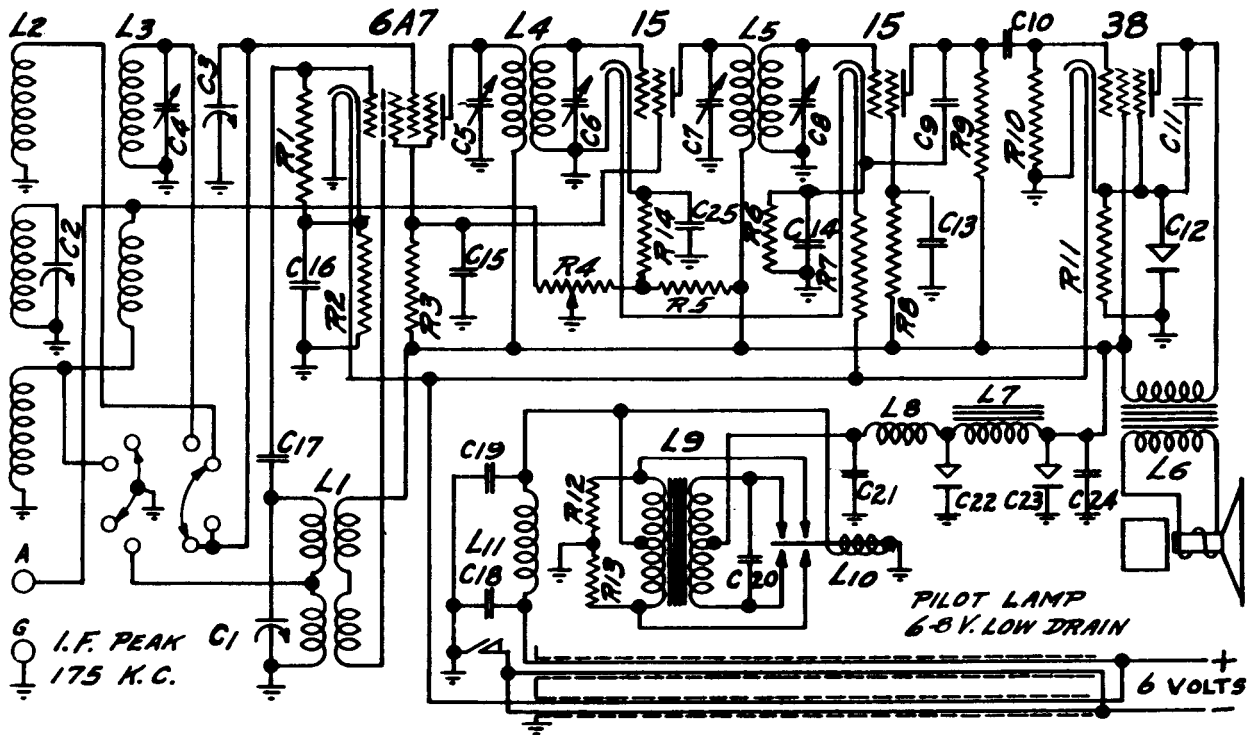 L2
L3
6A7
L4
15
L5
15
C10
38
C3
C4
R1
C5
C6
C7
C8
C9
R9
R10
C11
C2
C16
R2
R3
C15
R4
R14
C25
R5
R6
C14
R7
R8
C13
R11
C12
C17
L1
C19
R12
L9
L8
L7
C21
C22
C23
C24
L6
A
L11
C18
R13
C20
L10
G
I.F. PEAK
175 K.C.
C1
PILOT LAMP
6-8 V. LOW DRAIN
+
6 VOLTS
-